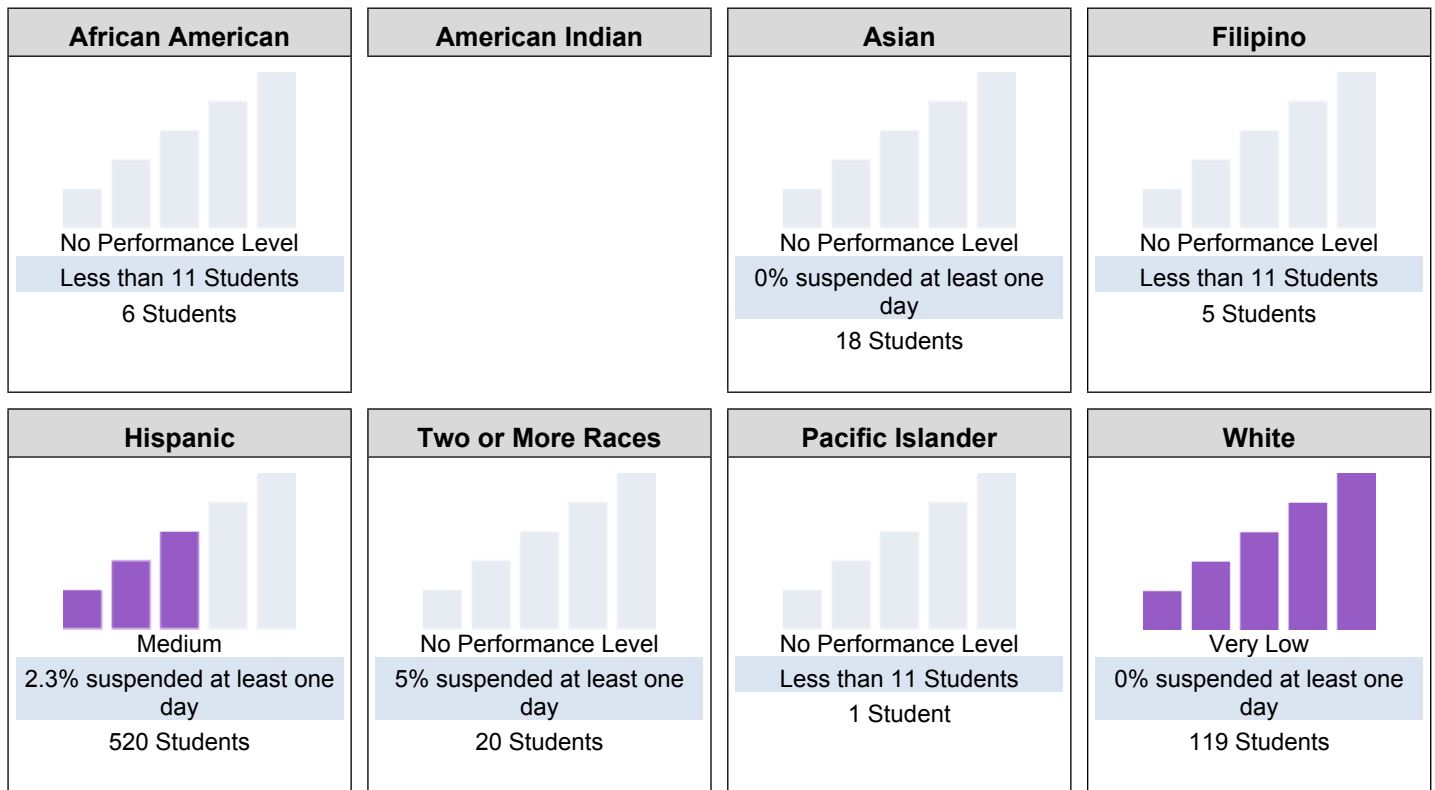 African American
No Performance Level
Less than 11 Students
6 Students
American Indian
Asian
No Performance Level
0% suspended at least one
day
18 Students
Filipino
No Performance Level
Less than 11 Students
5 Students
Hispanic
Medium
2.3% suspended at least one
day
520 Students
Two or More Races
No Performance Level
5% suspended at least one
day
20 Students
Pacific Islander
No Performance Level
Less than 11 Students
1 Student
White
Very Low
0% suspended at least one
day
119 Students